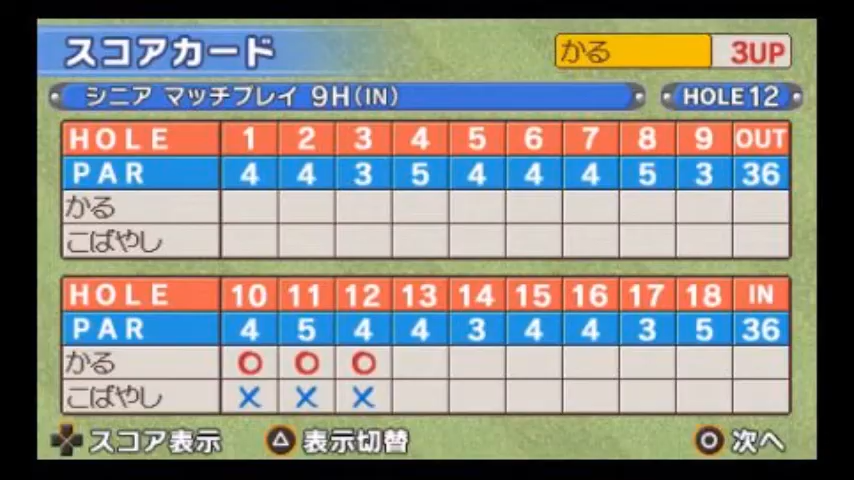 スコアカード かる 3UP
シニア マッチプレイ 9H(IN) HOLE12
HOLE 1 2 3 4 5 6 7 8 9 OUT
PAR 4 4 3 5 4 4 4 5 3 36
かる
こばやし
HOLE 10 11 12 13 14 15 16 17 18 IN
PAR 4 5 4 4 3 4 4 3 5 36
かる ○ ○ ○
こばやし × × ×
スコア表示 △ 表示切替 ○ 次へ